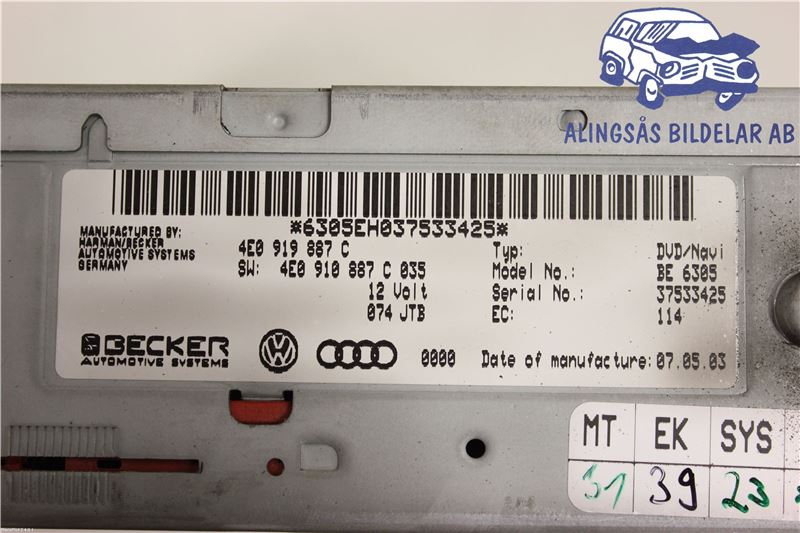 ALINGSÅS BILDELAR AB
*6305EH037533425*
MANUFACTURED BY:
HARMAN/BECKER
AUTOMOTIVE SYSTEMS
GERMANY
4E0 919 887 C
SW: 4E0 910 887 C 035
12 Volt
074 JTB
Typ: DVD/Navi
Model No.: BE 6305
Serial No.: 37533425
EC: 114
BECKER
AUTOMOTIVE SYSTEMS
0000 Date of manufacture: 07.05.03
MT EK SYS
51 39 23